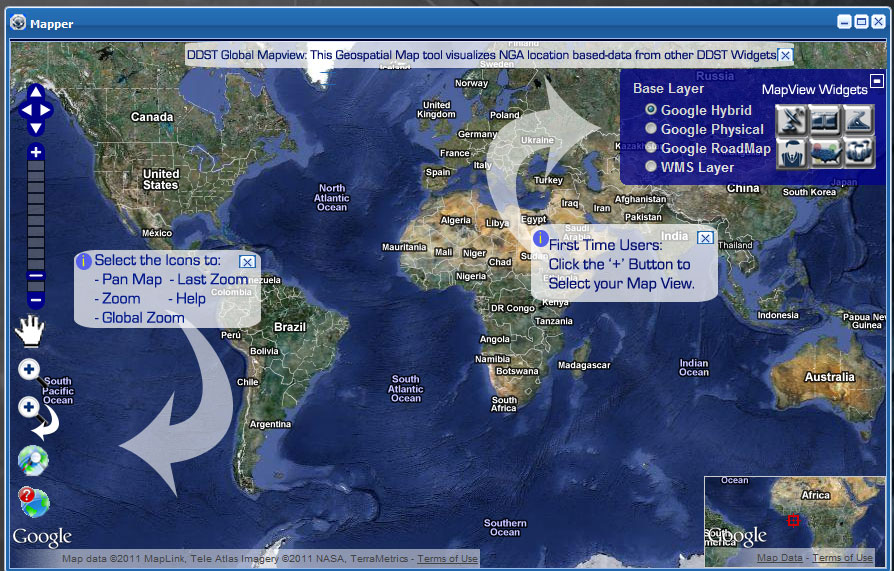 Mapper
DDST Global Mapview: This Geospatial Map tool visualizes NGA location based-data from other DDST Widgets
Finland
Sweden
Iceland
Norway
Russia
Base Layer
MapView Widgets
Google Hybrid
Google Physical
Google RoadMap
WMS Layer
Canada
United
Kingdom
Poland
Germany
Ukraine
France
Italy
Spain
Turkey
United
States
North
Atlantic
Ocean
China
South Korea
Japan
Iraq
Iran
Afghanistan
Pakistan
Algeria
Libya
Egypt
Saudi
México
Mauritania
Mali
Niger
Chad
Sudan
India
Thailand
Nigeria
First Time Users:
Click the '+' Button to
Select your Map View.
Select the Icons to:
- Pan Map - Last Zoom
- Zoom - Help
- Global Zoom
Colombia
Brazil
Perú
Bolivia
Chile
Argentina
DR Congo
Kenya
Tanzania
Angola
Namibia
Botswana
Madagascar
South
Africa
Indonesia
Papua New
Guinea
Indian
Ocean
Australia
South
Pacific
Ocean
South
Atlantic
Ocean
Southern
Ocean
Google
Map data ©2011 MapLink, Tele Atlas Imagery ©2011 NASA, TerraMetrics - Terms of Use
Ocean
Africa
South
America
Google
Map Data - Terms of Use